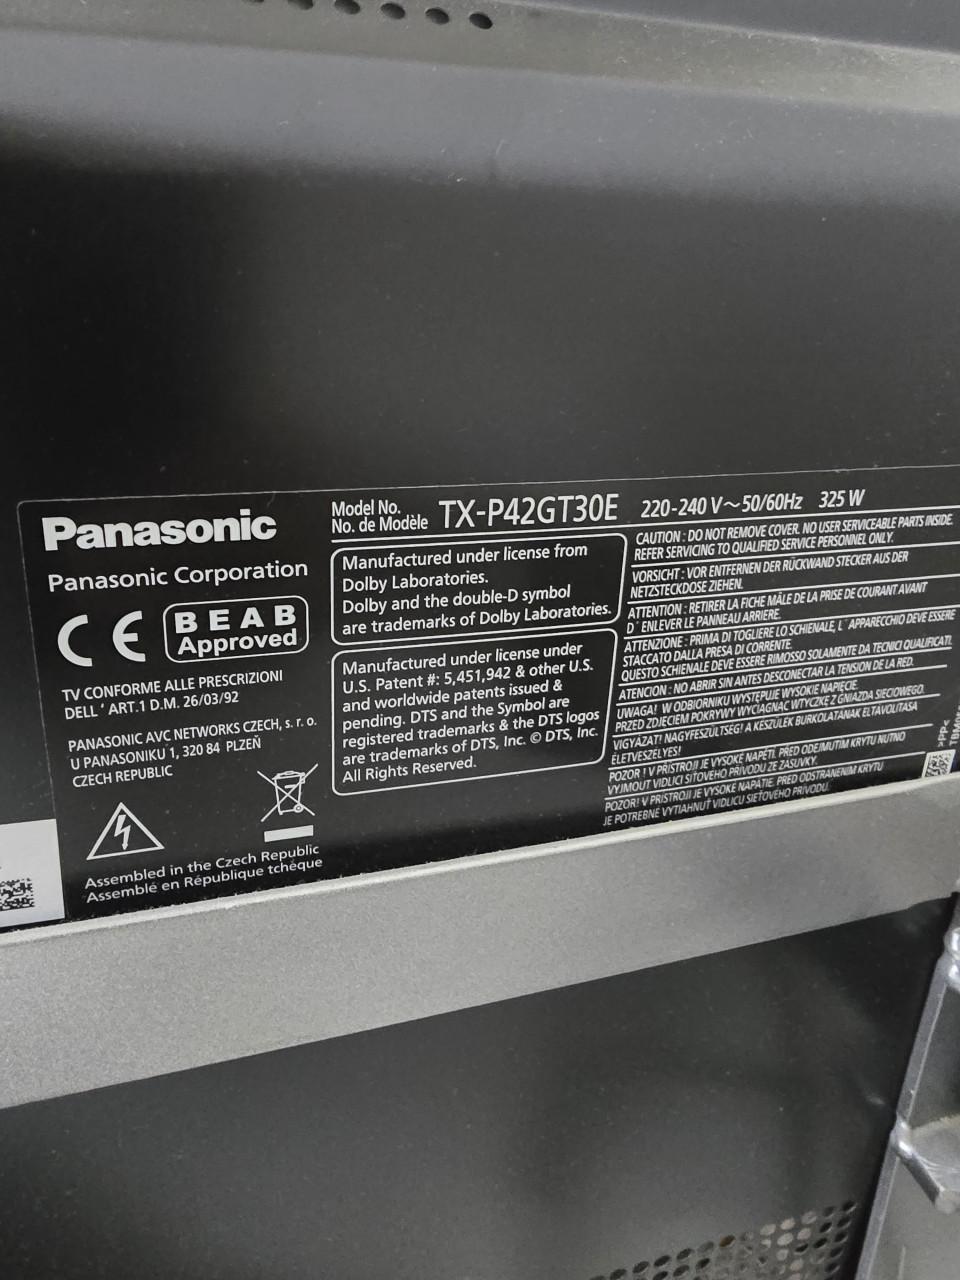 Panasonic
Panasonic Corporation
CE
BEAB
Approved
TV CONFORME ALLE PRESCRIZIONI
DELL ' ART.1 D.M. 26/03/92
PANASONIC AVC NETWORKS CZECH, s. r. o.
U PANASONIKU 1, 320 84 PLZEŇ
CZECH REPUBLIC
Assembled in the Czech Republic
Assemblé en République tchéque
Model No.
No. de Modèle
TX-P42GT30E 220-240 V~50/60Hz 325 W
Manufactured under license from
Dolby Laboratories.
Dolby and the double-D symbol
are trademarks of Dolby Laboratories.
Manufactured under license under
U.S. Patent #: 5,451,942 & other U.S.
and worldwide patents issued &
pending. DTS and the Symbol are
registered trademarks & the DTS logos
are trademarks of DTS, Inc. © DTS, Inc.
All Rights Reserved.
CAUTION : DO NOT REMOVE COVER. NO USER SERVICEABLE PARTS INSIDE.
REFER SERVICING TO QUALIFIED SERVICE PERSONNEL ONLY.
VORSICHT : VOR ENTFERNEN DER RÜCKWAND STECKER AUS DER
NETZSTECKDOSE ZIEHEN.
ATTENTION : RETIRER LA FICHE MÂLE DE LA PRISE DE COURANT AVANT
D ' ENLEVER LE PANNEAU ARRIERE.
ATTENZIONE : PRIMA DI TOGLIERE LO SCHIENALE, L ' APPARECCHIO DEVE ESSERE
STACCATO DALLA PRESA DI CORRENTE.
QUESTO SCHIENALE DEVE ESSERE RIMOSSO SOLAMENTE DA TECNICI QUALIFICATI.
ATENCION : NO ABRIR SIN ANTES DESCONECTAR LA TENSION DE LA RED.
UWAGA! W ODBIORNIKU WYSTĘPUJE WYSOKIE NAPIĘCIE.
PRZED ZDJĘCIEM POKRYWY WYCIĄGNĄĆ WTYCZKĘ Z GNIAZDA SIECIOWEGO.
VIGYÁZAT! NAGYFESZÜLTSÉG! A KÉSZÜLÉK BURKOLATÁNAK ELTÁVOLÍTÁSA
ÉLETVESZÉLYES!
POZOR ! V PŘÍSTROJI JE VYSOKÉ NAPĚTÍ. PŘED ODEJMUTÍM KRYTU NUTNO
VYJMOUT VIDLICI SÍŤOVÉHO PŘÍVODU ZE ZÁSUVKY.
POZOR! V PRÍSTROJI JE VYSOKÉ NAPÄTIE. PRED ODSTRÁNENÍM KRYTU
JE POTREBNÉ VYTIAHNUŤ VIDLICU SIEŤOVÉHO PRÍVODU.
>PP<